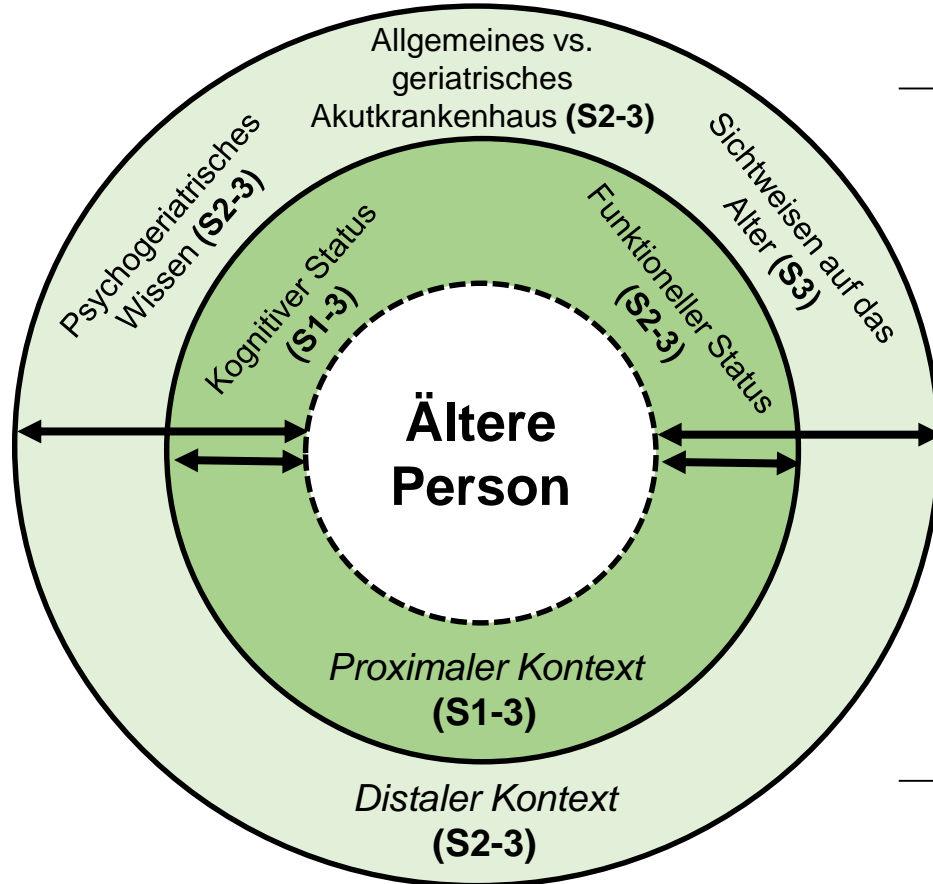 Allgemeines vs.
geriatrisches
Akutkrankenhaus (S2-3)
Psychogeriatrisches
Wissen (S2-3)
Sichtweisen auf das
Alter (S3)
Kognitiver Status
(S1-3)
Funktioneller Status
(S2-3)
Ältere
Person
Proximaler Kontext
(S1-3)
Distaler Kontext
(S2-3)